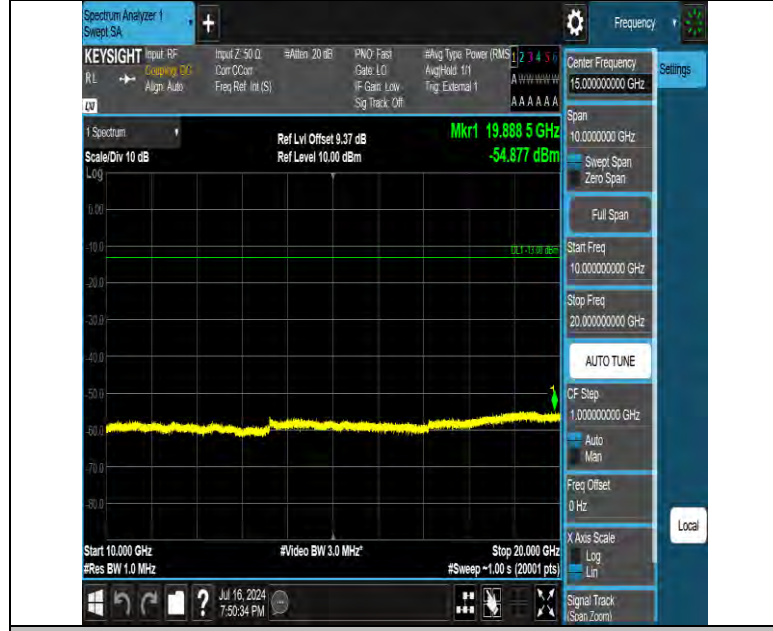 Spectrum Analyzer 1
Swept SA
+
Frequency
KEYSIGHT
RL
Input: RF
Coupling: DC
Align: Auto
Input Z: 50 Ω
Corr CCorr
Freq Ref: Int (S)
#Atten: 20 dB
PNO: Fast
Gate: LO
IF Gain: Low
Sig Track: Off
#Avg Type: Power (RMS
Avg|Hold: 1/1
Trig: External 1
1 2 3 4 5 6
A W W W W W
A A A A A A
1 Spectrum
Scale/Div 10 dB
Log
Ref Lvl Offset 9.37 dB
Ref Level 10.00 dBm
Mkr1 19.888 5 GHz
-54.877 dBm
0.00
-10.0
DL1 -13.00 dBm
-20.0
-30.0
-40.0
-50.0
1
-60.0
-70.0
-80.0
Start 10.000 GHz
#Res BW 1.0 MHz
#Video BW 3.0 MHz*
Stop 20.000 GHz
#Sweep ~1.00 s (20001 pts)
?
Jul 16, 2024
7:50:34 PM
Center Frequency
15.000000000 GHz
Settings
Span
10.0000000 GHz
Swept Span
Zero Span
Full Span
Start Freq
10.000000000 GHz
Stop Freq
20.000000000 GHz
AUTO TUNE
CF Step
1.000000000 GHz
Auto
Man
Freq Offset
0 Hz
Local
X Axis Scale
Log
Lin
Signal Track
(Span Zoom)